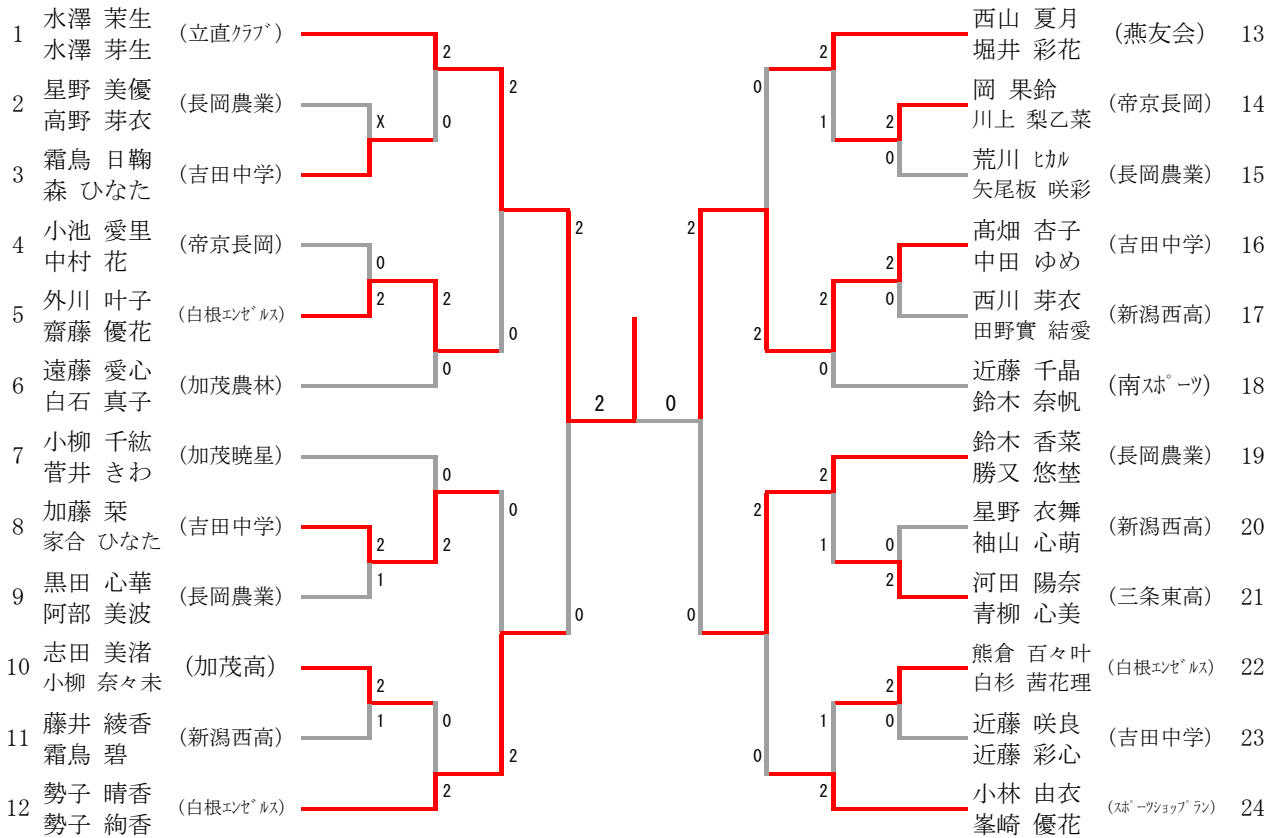 1 水澤 茉生 (立直ｸﾗﾌﾞ)
水澤 芽生
2 星野 美優 (長岡農業)
高野 芽衣
3 霜鳥 日鞠 (吉田中学)
森 ひなた
4 小池 愛里 (帝京長岡)
中村 花
5 外川 叶子 (白根ｴﾝｾﾞﾙｽ)
齋藤 優花
6 遠藤 愛心 (加茂農林)
白石 真子
7 小柳 千紘 (加茂暁星)
菅井 きわ
8 加藤 栞 (吉田中学)
家合 ひなた
9 黒田 心華 (長岡農業)
阿部 美波
10 志田 美渚 (加茂高)
小柳 奈々未
11 藤井 綾香 (新潟西高)
霜鳥 碧
12 勢子 晴香 (白根ｴﾝｾﾞﾙｽ)
勢子 絢香
2
X
0
2
0
2
2
0
0
2
0
2
2
1
0
2
1
0
2
2
0
2 0
2
0
0
2
2
0
2
1
2
0
2
0
2
0
2
1
0
2
1
2
2
0
西山 夏月 (燕友会) 13
堀井 彩花
岡 果鈴 (帝京長岡) 14
川上 梨乙菜
荒川 ﾋｶﾙ (長岡農業) 15
矢尾板 咲彩
髙畑 杏子 (吉田中学) 16
中田 ゆめ
西川 芽衣 (新潟西高) 17
田野實 結愛
近藤 千晶 (南ｽﾎﾟｰﾂ) 18
鈴木 奈帆
鈴木 香菜 (長岡農業) 19
勝又 悠埜
星野 衣舞 (新潟西高) 20
袖山 心萌
河田 陽奈 (三条東高) 21
青柳 心美
熊倉 百々叶 (白根ｴﾝｾﾞﾙｽ) 22
白杉 茜花理
近藤 咲良 (吉田中学) 23
近藤 彩心
小林 由衣 (ｽﾎﾟｰﾂｼｮｯﾌﾟﾗﾝ) 24
峯崎 優花